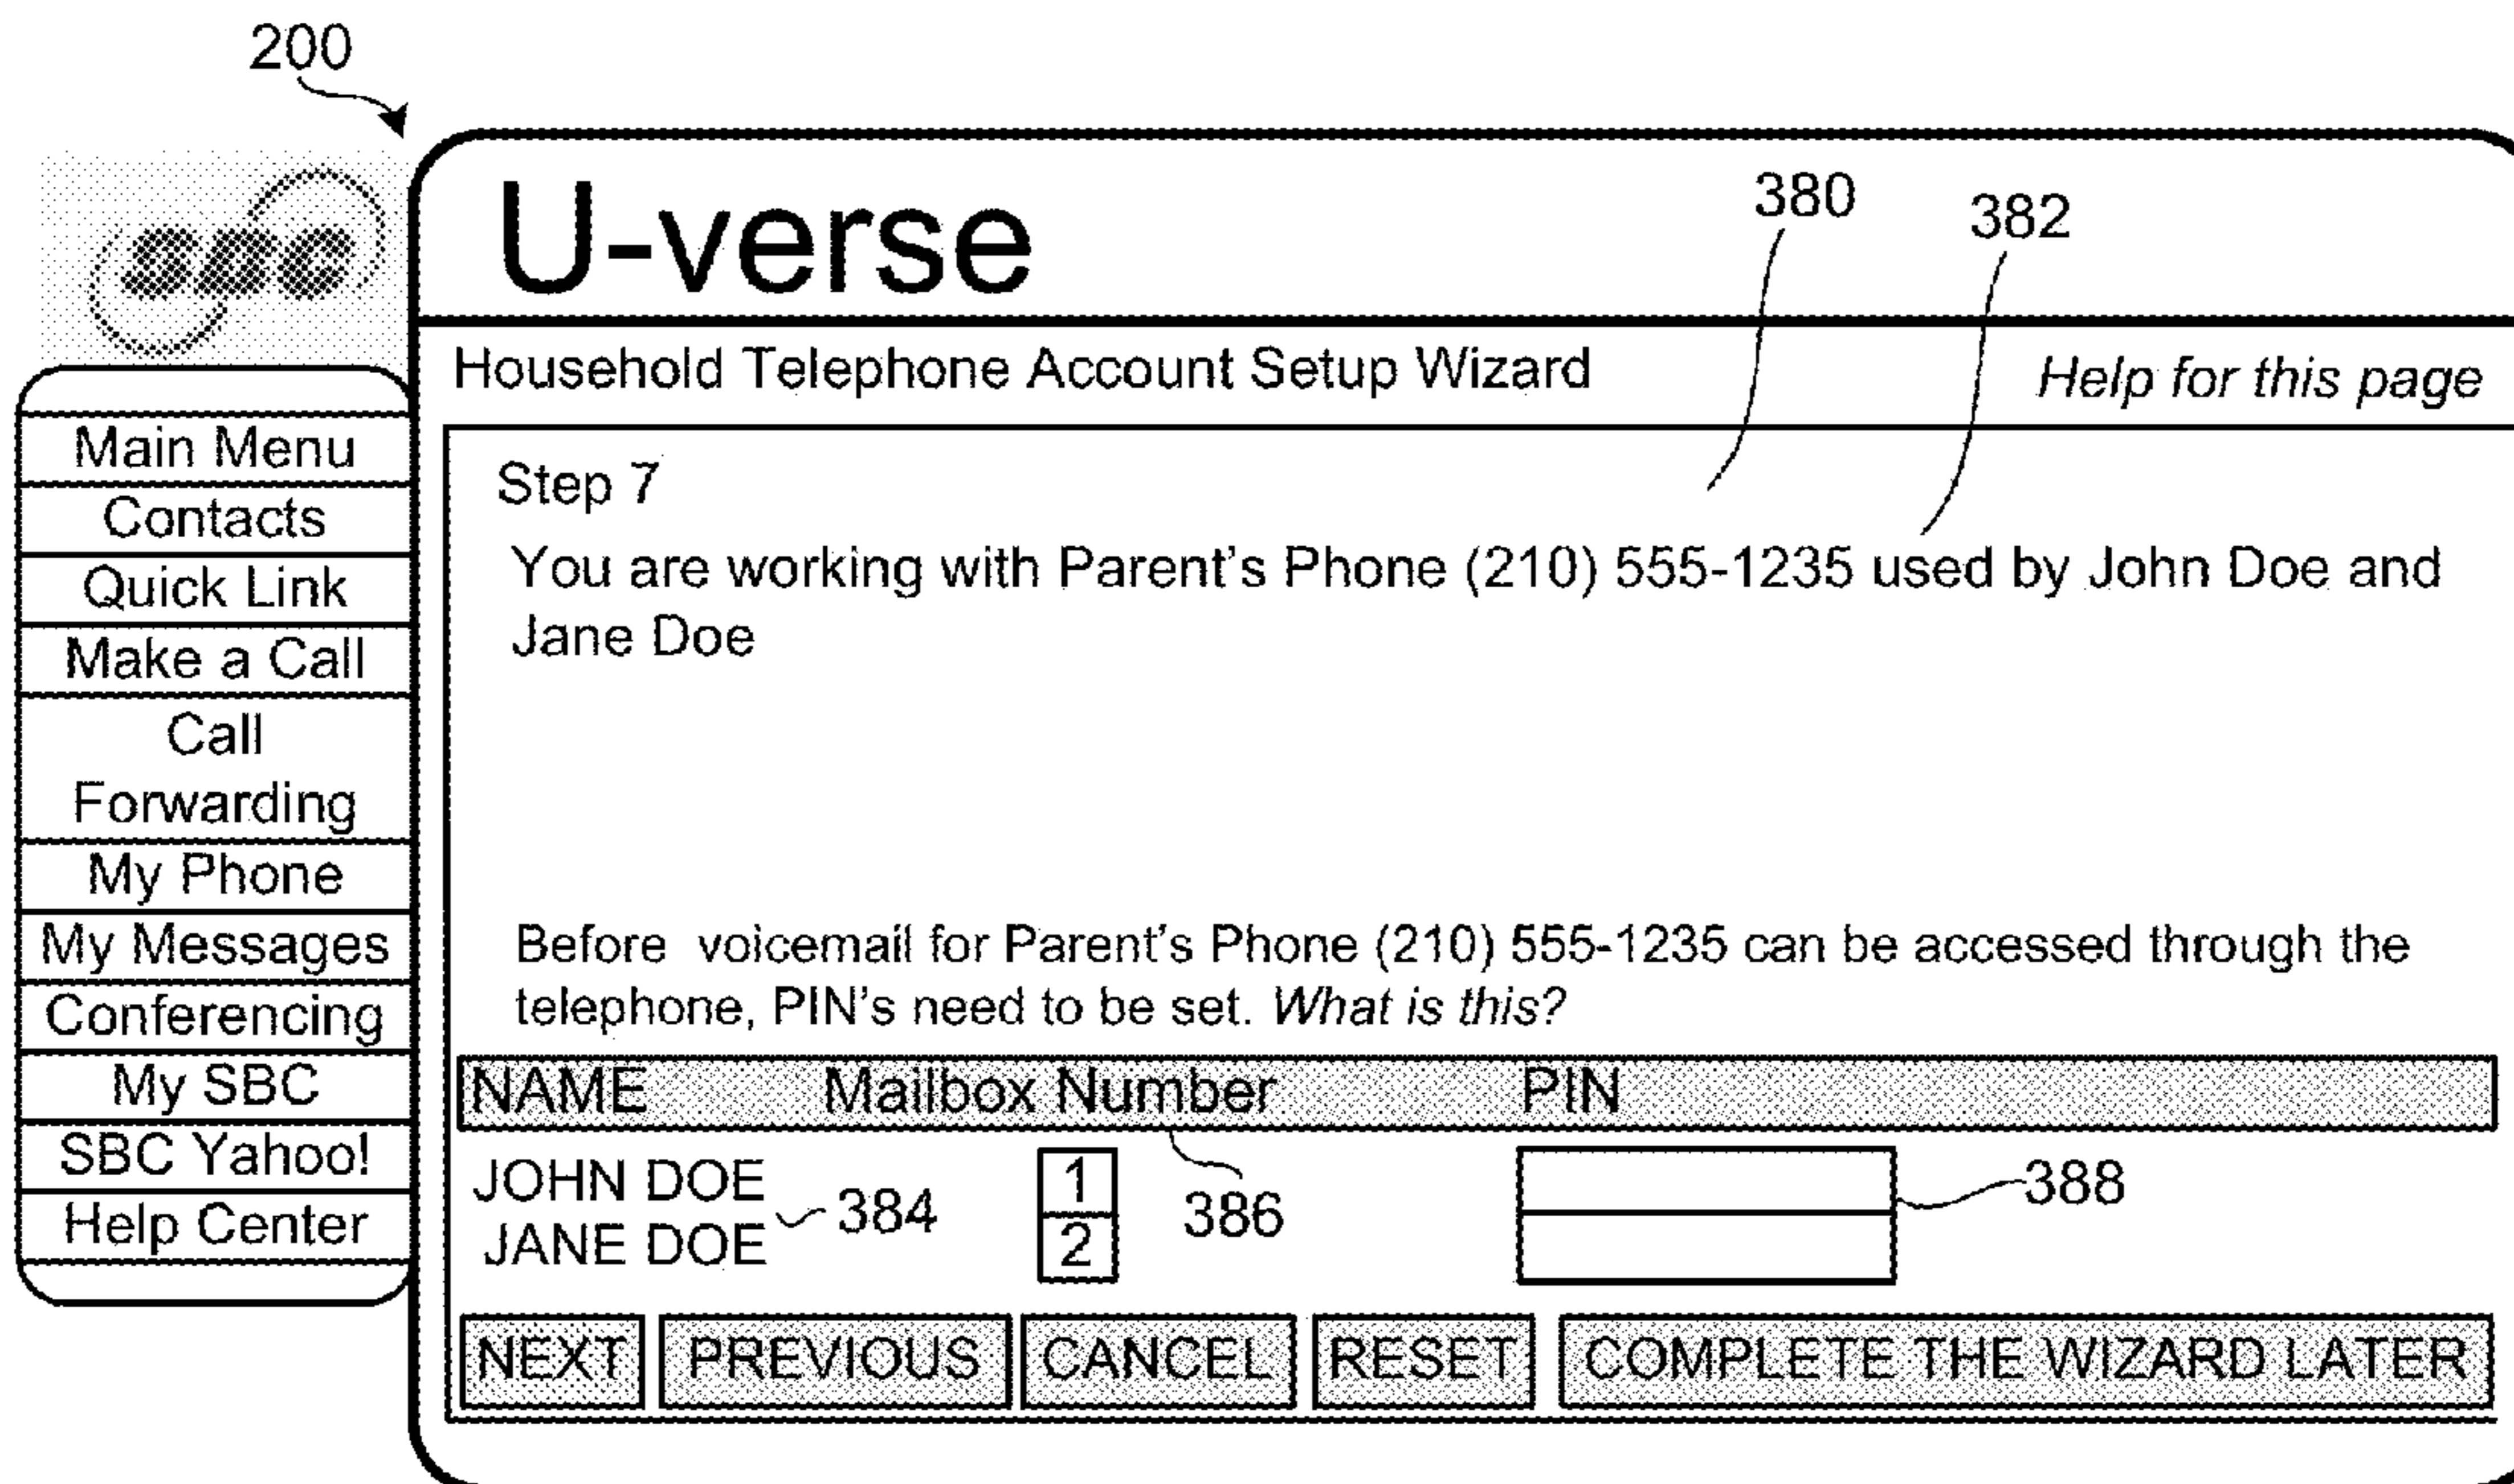 200
sbc
U-verse
380
382
Household Telephone Account Setup Wizard
Help for this page
Main Menu
Contacts
Quick Link
Make a Call
Call
Forwarding
My Phone
My Messages
Conferencing
My SBC
SBC Yahoo!
Help Center
Step 7
You are working with Parent's Phone (210) 555-1235 used by John Doe and
Jane Doe
Before voicemail for Parent's Phone (210) 555-1235 can be accessed through the
telephone, PIN's need to be set. What is this?
NAME Mailbox Number PIN
JOHN DOE 1
JANE DOE 2
384
386
388
NEXT PREVIOUS CANCEL RESET COMPLETE THE WIZARD LATER